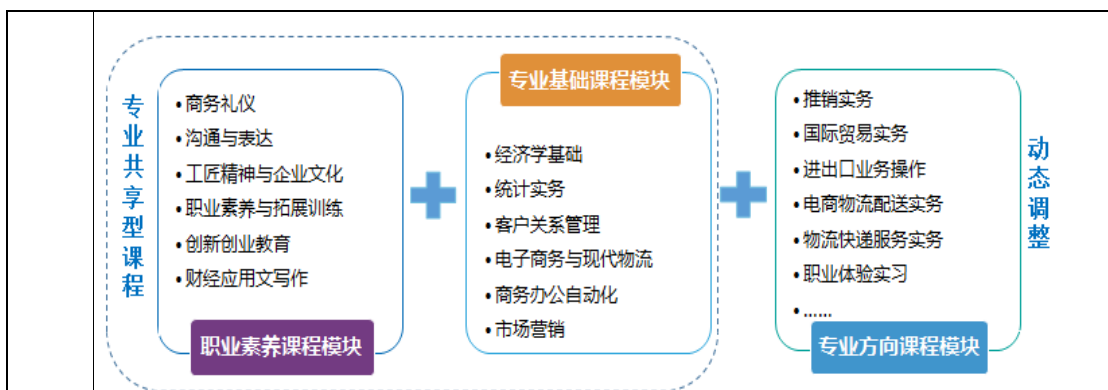 专业共享型课程
•商务礼仪
•沟通与表达
•工匠精神与企业文化
•职业素养与拓展训练
•创新创业教育
•财经应用文写作
职业素养课程模块
专业基础课程模块
•经济学基础
•统计实务
•客户关系管理
•电子商务与现代物流
•商务办公自动化
•市场营销
•推销实务
•国际贸易实务
•进出口业务操作
•电商物流配送实务
•物流快递服务实务
•职业体验实习
•……
专业方向课程模块
动态调整